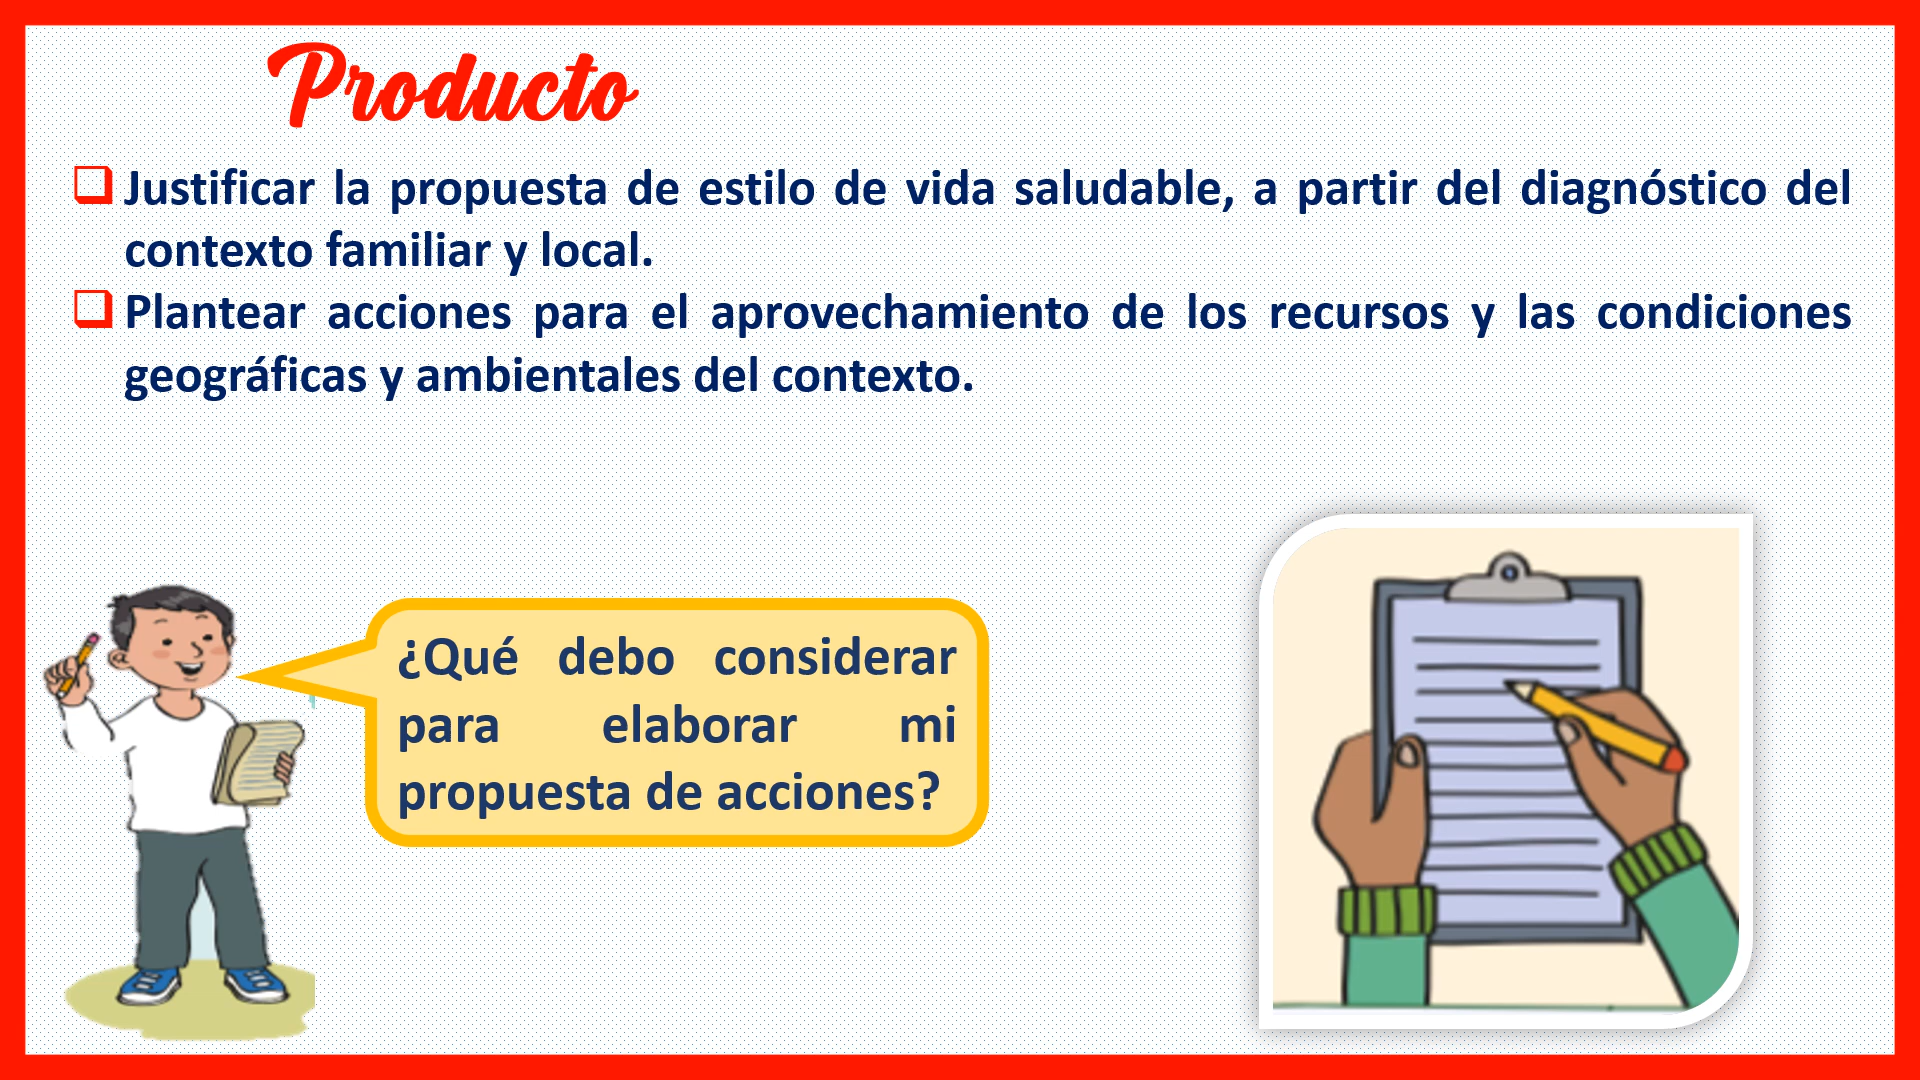 Producto
Justificar la propuesta de estilo de vida saludable, a partir del diagnóstico del
contexto familiar y local.
Plantear acciones para el aprovechamiento de los recursos y las condiciones
geográficas y ambientales del contexto.
¿Qué debo considerar
para elaborar mi
propuesta de acciones?